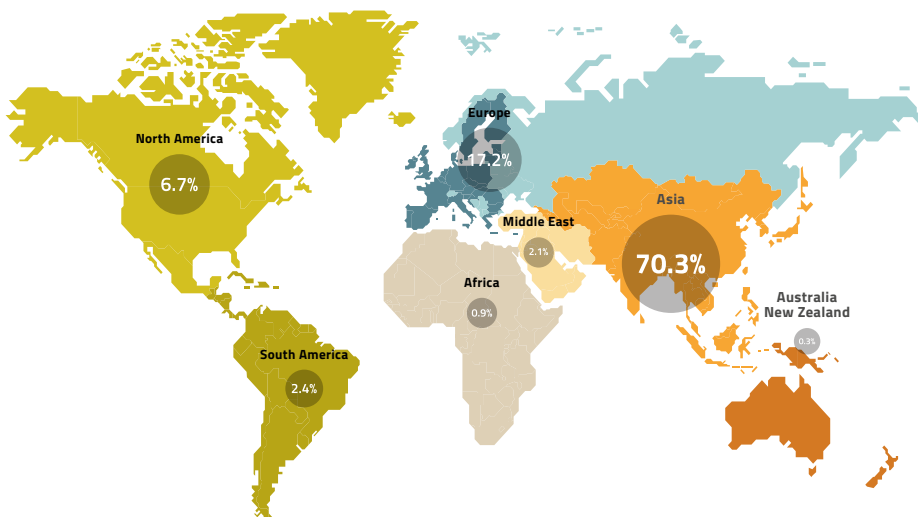 Europe
17.2%
North America
6.7%
Asia
70.3%
Middle East
2.1%
Africa
0.9%
Australia
New Zealand
0.3%
South America
2.4%